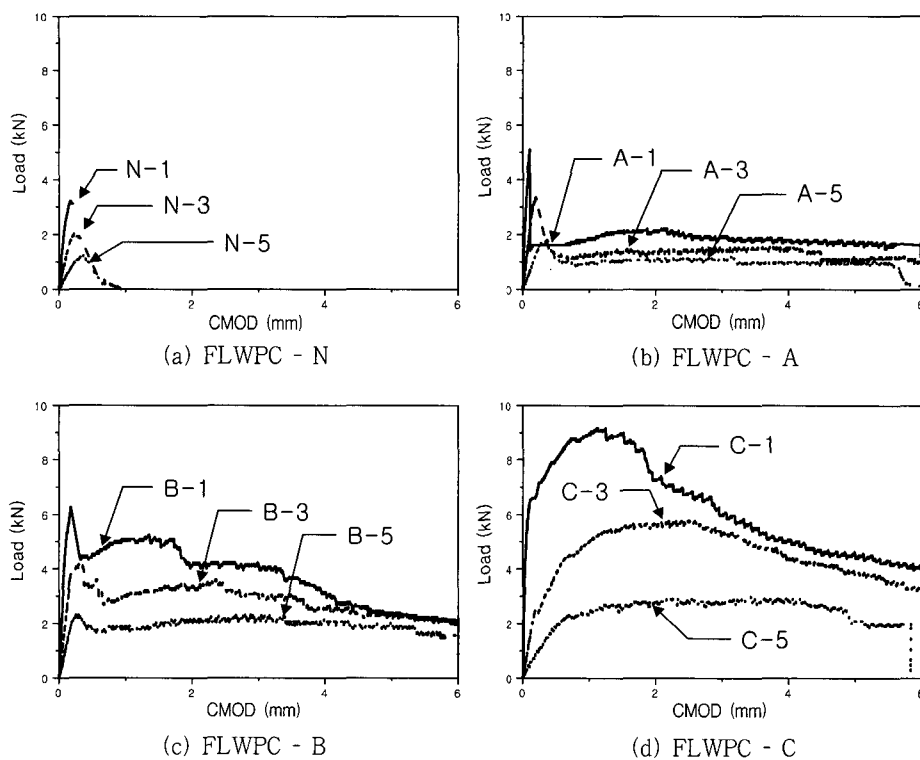 10
8
6
4
2
0
Load (kN)
N-1
N-3
N-5
0
2
4
6
CMOD (mm)
(a) FLWPC - N
10
8
6
4
2
0
Load (kN)
A-1
A-3
A-5
0
2
4
6
CMOD (mm)
(b) FLWPC - A
10
8
6
4
2
0
Load (kN)
B-1
B-3
B-5
0
1
2
3
4
5
6
CMOD (mm)
(c) FLWPC - B
10
8
6
4
2
0
Load (kN)
C-1
C-3
C-5
0
2
4
6
CMOD (mm)
(d) FLWPC - C